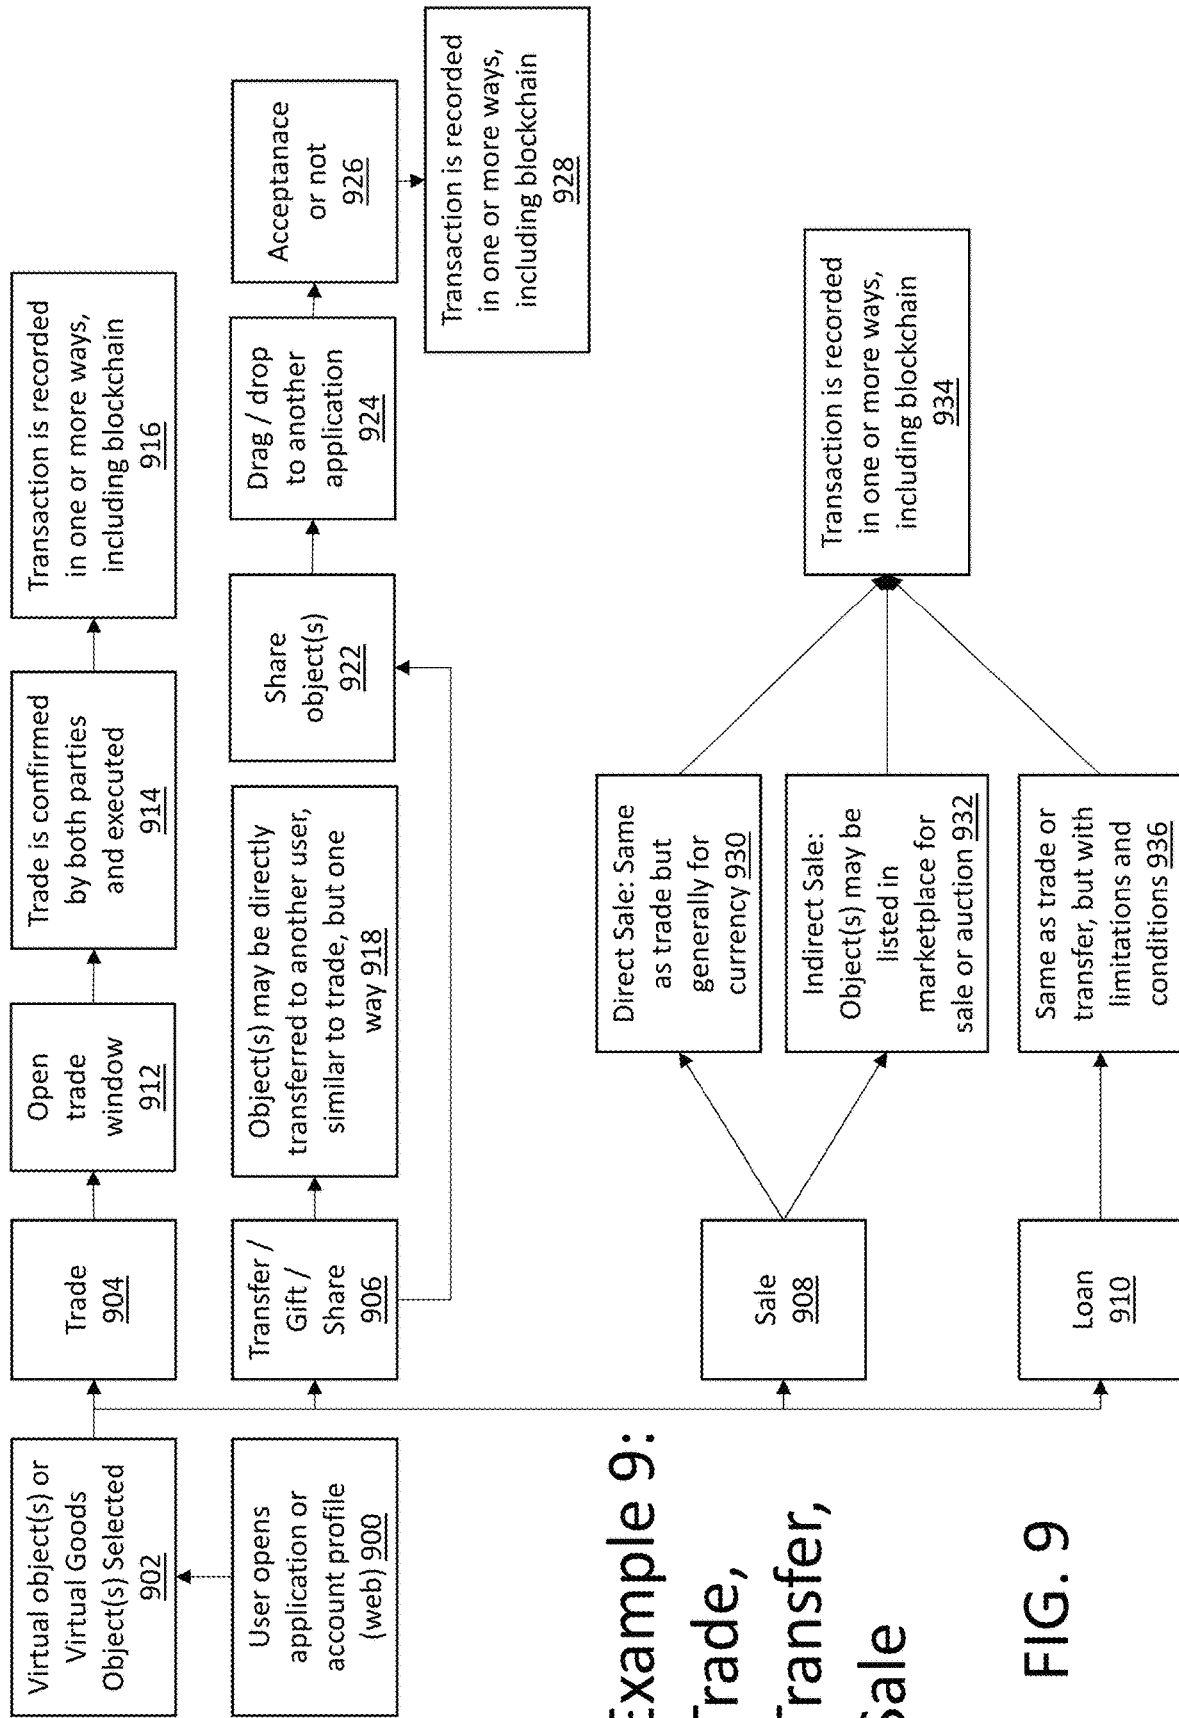 Virtual object(s) or
Virtual Goods
Object(s) Selected
902
User opens
application or
account profile
(web) 900
Trade
904
Open
trade
window
912
Trade is confirmed
by both parties
and executed
914
Transaction is recorded
in one or more ways,
including blockchain
916
Transfer /
Gift /
Share
906
Object(s) may be directly
transferred to another user,
similar to trade, but one
way 918
Share
object(s)
922
Drag / drop
to another
application
924
Acceptanace
or not
926
Transaction is recorded
in one or more ways,
including blockchain
928
Sale
908
Direct Sale: Same
as trade but
generally for
currency 930
Indirect Sale:
Object(s) may be
listed in
marketplace for
sale or auction 932
Loan
910
Same as trade or
transfer, but with
limitations and
conditions 936
Transaction is recorded
in one or more ways,
including blockchain
934
Example 9:
Trade,
Transfer,
Sale
FIG. 9